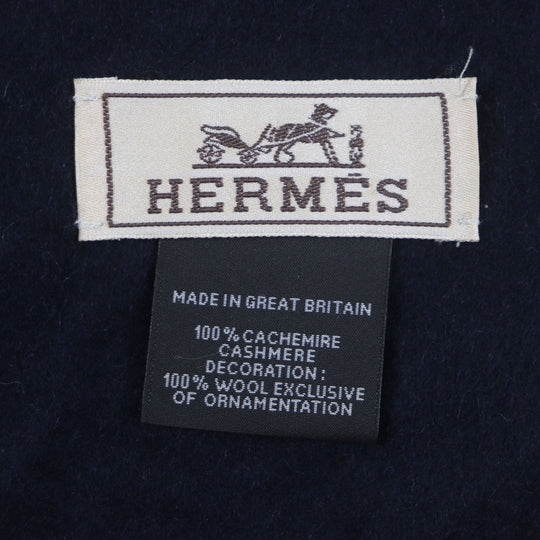 HERMÈS
MADE IN GREAT BRITAIN
100% CACHEMIRE
CASHMERE
DECORATION :
100% WOOL EXCLUSIVE
OF ORNAMENTATION